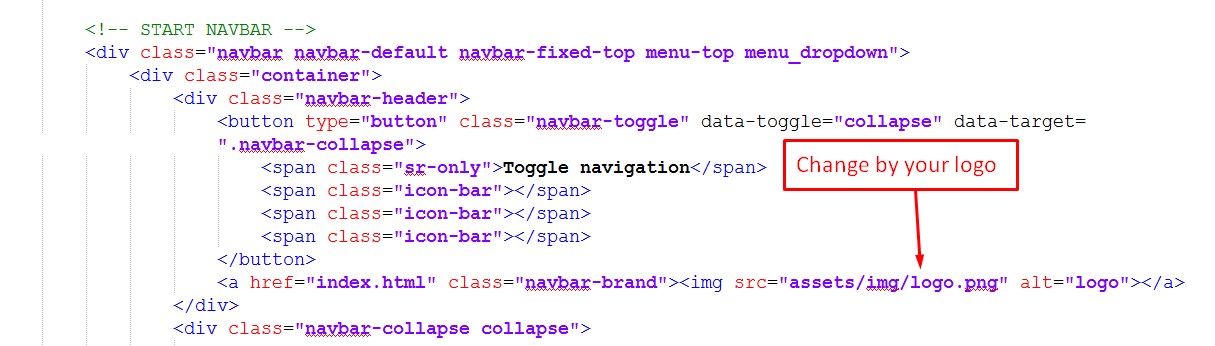 <!-- START NAVBAR -->
<div class="navbar navbar-default navbar-fixed-top menu-top menu_dropdown">
<div class="container">
<div class="navbar-header">
<button type="button" class="navbar-toggle" data-toggle="collapse" data-target=
".navbar-collapse">
<span class="sr-only">Toggle navigation</span>
Change by your logo
<span class="icon-bar"></span>
<span class="icon-bar"></span>
<span class="icon-bar"></span>
</button>
<a href="index.html" class="navbar-brand"><img src="assets/img/logo.png" alt="logo"></a>
</div>
<div class="navbar-collapse collapse">